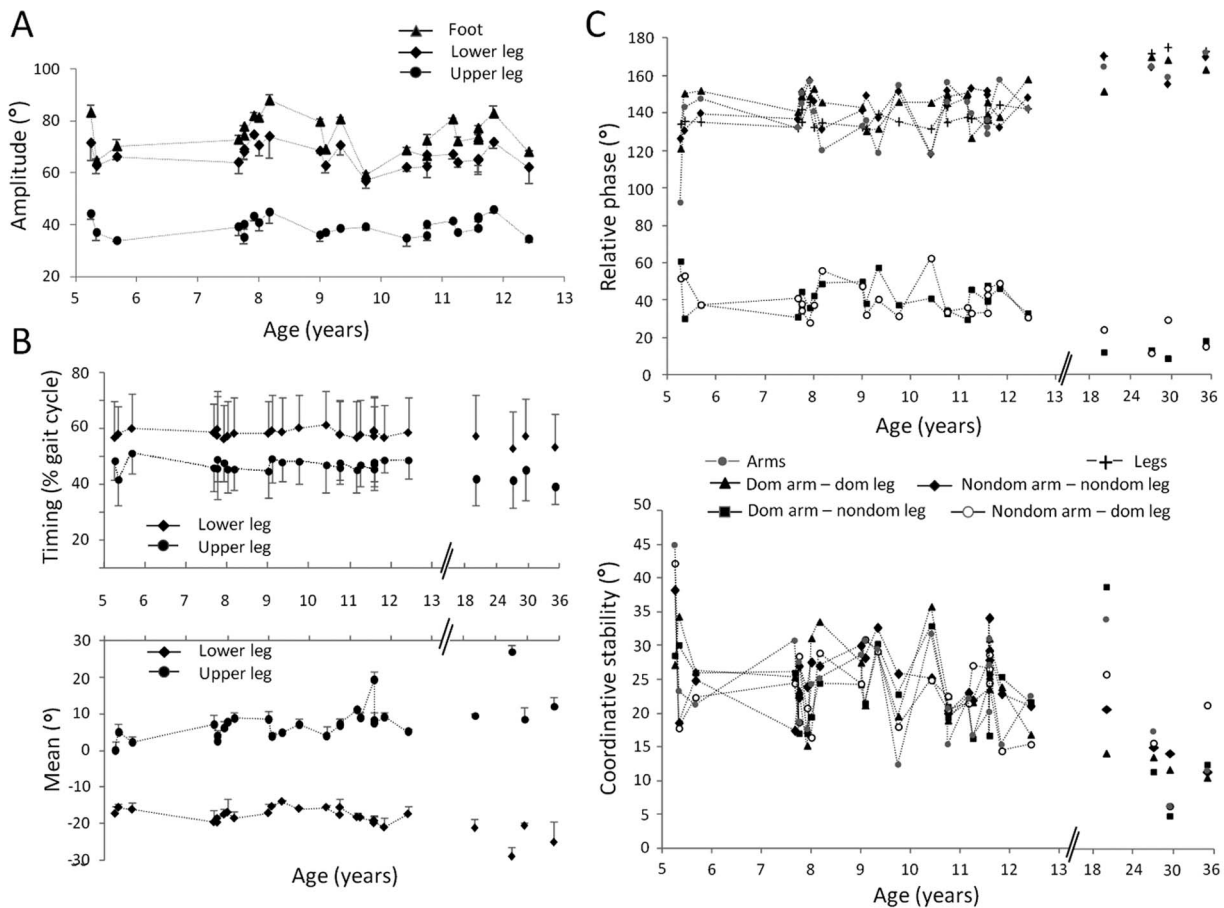 A
Foot
Lower leg
Upper leg
Amplitude (°)
100
80
60
40
20
5 6 7 8 9 10 11 12 13
Age (years)
B
Timing (% gait cycle)
80
60
40
20
Lower leg
Upper leg
5 6 7 8 9 10 11 12 13 18 24 30 36
Mean (°)
30
20
10
0
-10
-20
-30
Lower leg
Upper leg
Age (years)
C
Relative phase (°)
180
160
140
120
100
80
60
40
20
0
5 6 7 8 9 10 11 12 13 18 24 30 36
Age (years)
Arms Legs
Dom arm – dom leg Nondom arm – nondom leg
Dom arm – nondom leg Nondom arm – dom leg
Coordinative stability (°)
45
40
35
30
25
20
15
10
5
0
5 6 7 8 9 10 11 12 13 18 24 30 36
Age (years)